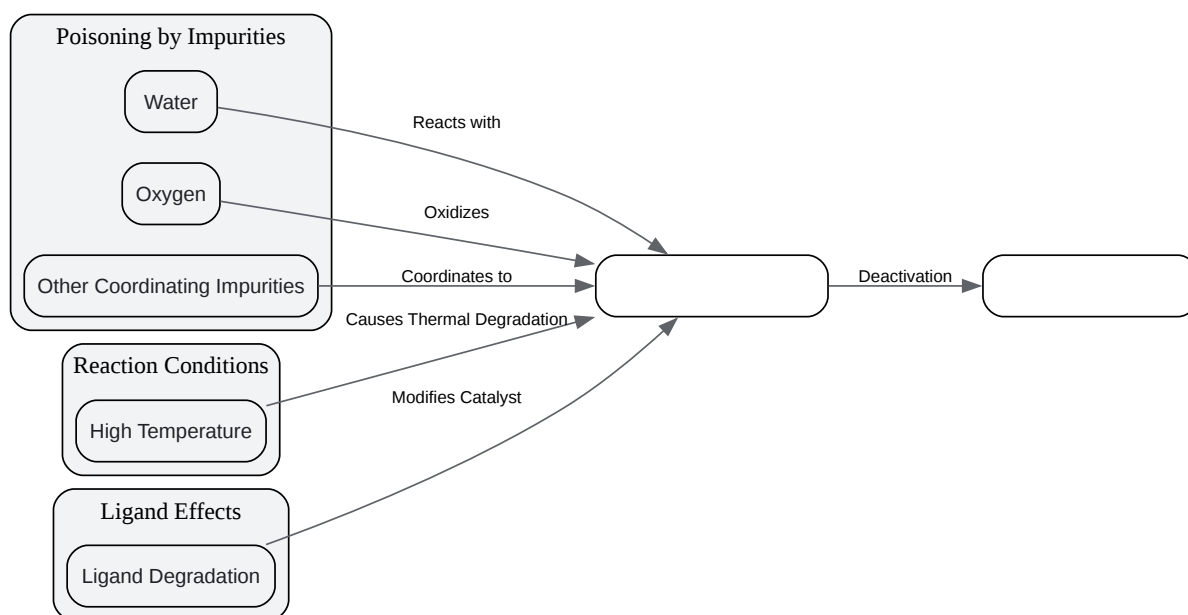 Poisoning by Impurities
Water
Reacts with
Oxygen
Oxidizes
Other Coordinating Impurities
Coordinates to
Deactivation
Causes Thermal Degradation
Reaction Conditions
High Temperature
Modifies Catalyst
Ligand Effects
Ligand Degradation